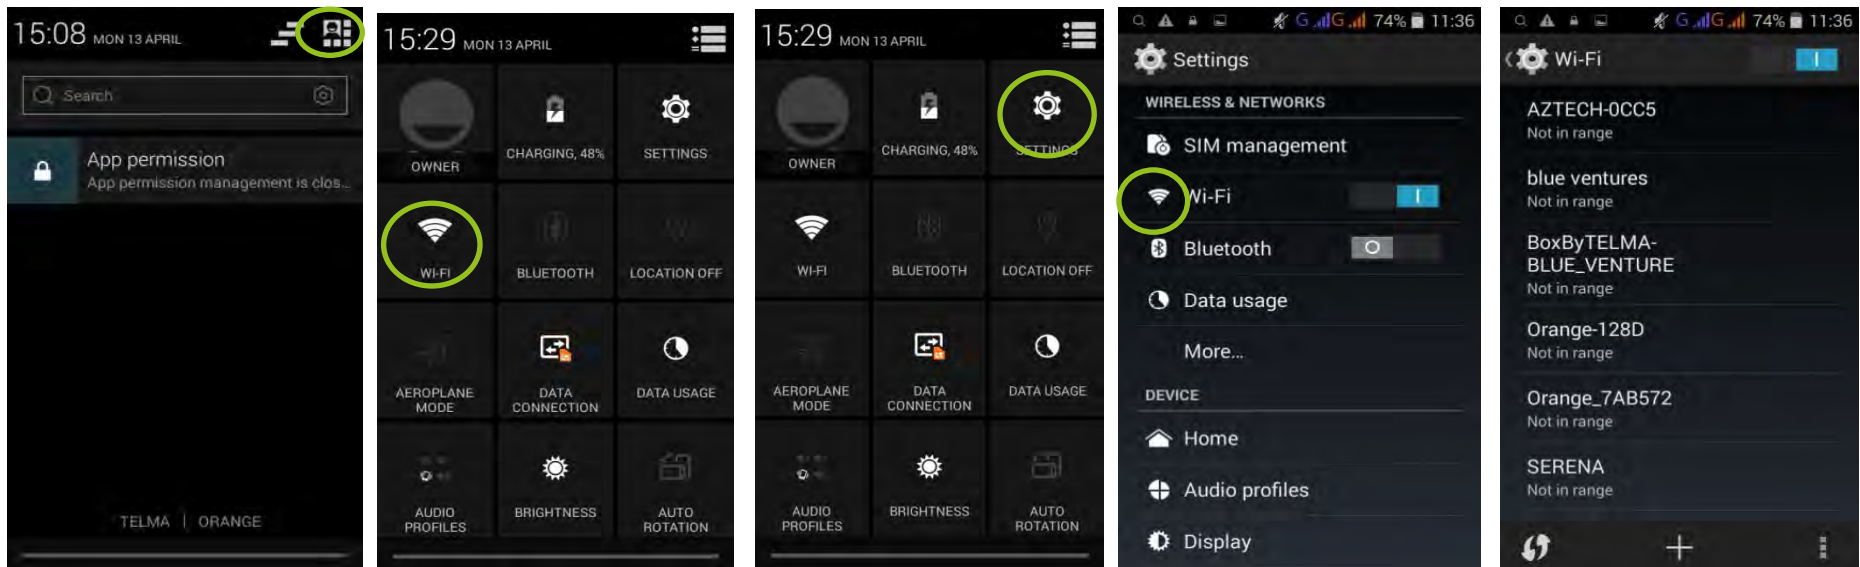 15:08 MON 13 APRIL
Search
App permission
App permission management is clos...
TELMA | ORANGE
15:29 MON 13 APRIL
OWNER
CHARGING, 48%
SETTINGS
WI-FI
BLUETOOTH
LOCATION OFF
AEROPLANE
MODE
DATA
CONNECTION
DATA USAGE
AUDIO
PROFILES
BRIGHTNESS
AUTO
ROTATION
15:29 MON 13 APRIL
OWNER
CHARGING, 48%
SETTINGS
WI-FI
BLUETOOTH
LOCATION OFF
AEROPLANE
MODE
DATA
CONNECTION
DATA USAGE
AUDIO
PROFILES
BRIGHTNESS
AUTO
ROTATION
G G 74% 11:36
Settings
WIRELESS & NETWORKS
SIM management
Wi-Fi
Bluetooth
Data usage
More...
DEVICE
Home
Audio profiles
Display
G G 74% 11:36
Wi-Fi
AZTECH-0CC5
Not in range
blue ventures
Not in range
BoxByTELMA-
BLUE_VENTURE
Not in range
Orange-128D
Not in range
Orange_7AB572
Not in range
SERENA
Not in range